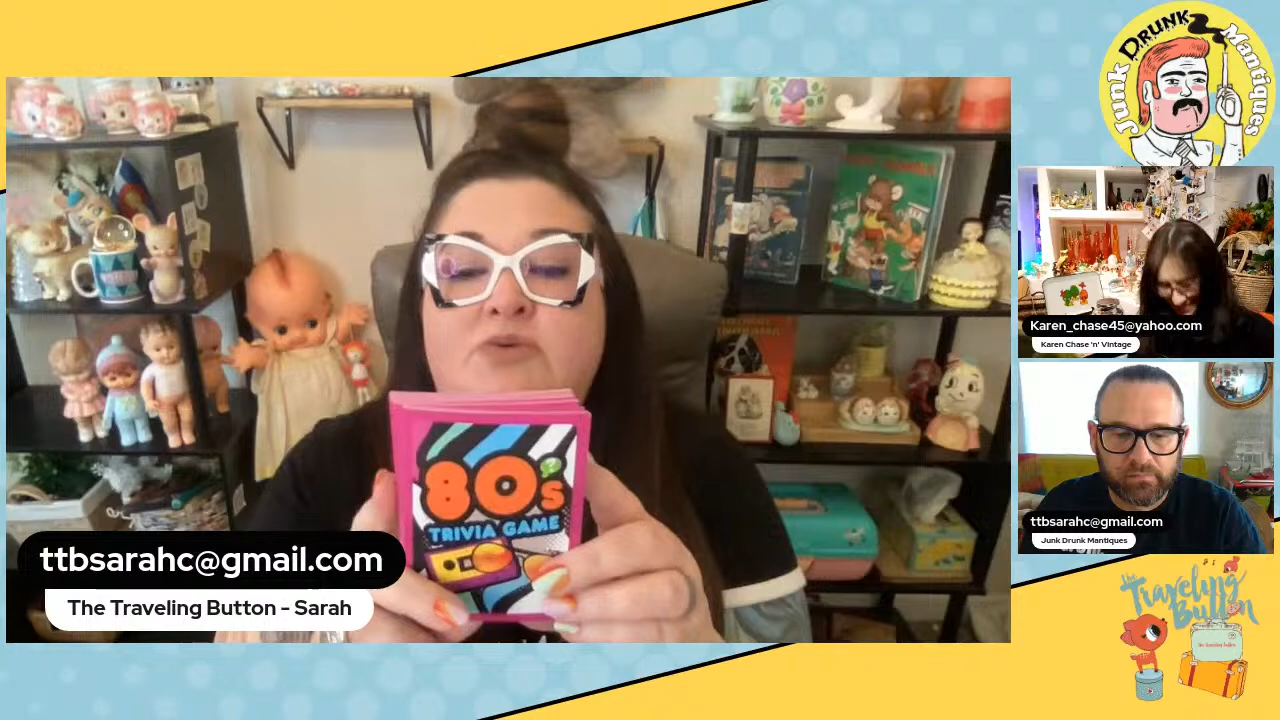 ttbsarahc@gmail.com
The Traveling Button - Sarah
80s
TRIVIA GAME
Junk Drunk Mantiques
Karen_chase45@yahoo.com
Karen Chase 'n' Vintage
ttbsarahc@gmail.com
Junk Drunk Mantiques
the
Traveling
Button